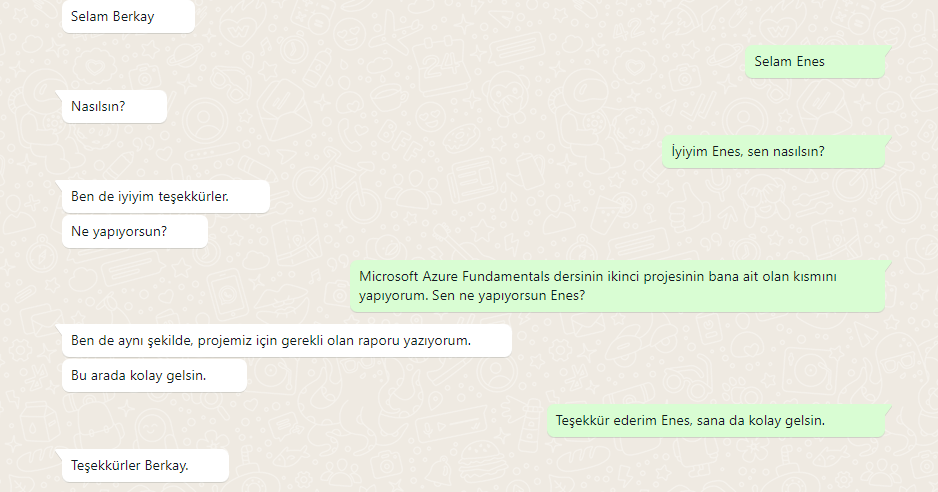 Selam Berkay
Selam Enes
Nasılsın?
İyiyim Enes, sen nasılsın?
Ben de iyiyim teşekkürler.
Ne yapıyorsun?
Microsoft Azure Fundamentals dersinin ikinci projesinin bana ait olan kısmını
yapıyorum. Sen ne yapıyorsun Enes?
Ben de aynı şekilde, projemiz için gerekli olan raporu yazıyorum.
Bu arada kolay gelsin.
Teşekkür ederim Enes, sana da kolay gelsin.
Teşekkürler Berkay.